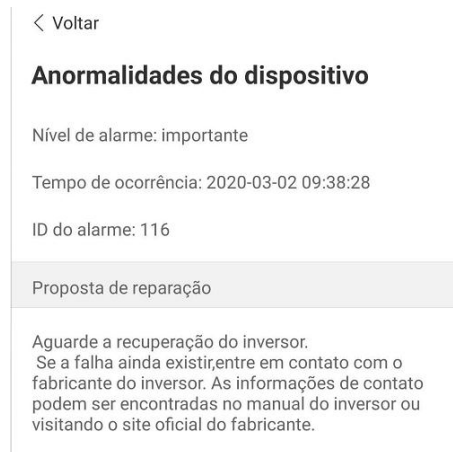 Voltar
Anormalidades do dispositivo
Nível de alarme: importante
Tempo de ocorrência: 2020-03-02 09:38:28
ID do alarme: 116
Proposta de reparação
Aguarde a recuperação do inversor.
Se a falha ainda existir,entre em contato com o
fabricante do inversor. As informações de contato
podem ser encontradas no manual do inversor ou
visitando o site oficial do fabricante.